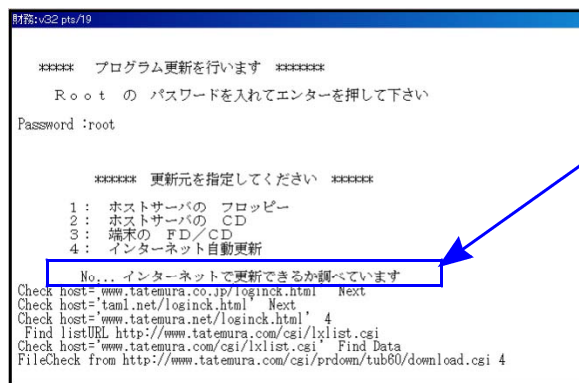 財務:v32 pts/19
***** プログラム更新を行います *******
Ｒｏｏｔ の パスワードを入れてエンターを押して下さい
Password :root
****** 更新元を指定してください ******
１： ホストサーバの フロッピー
２： ホストサーバの ＣＤ
３： 端末の ＦＤ／ＣＤ
４： インターネット自動更新
No... インターネットで更新できるか調べています
Check host='www.tatemura.co.jp/loginck.html' Next
Check host='tam1.net/loginck.html' Next
Check host='www.tatemura.net/loginck.html' 4
Find listURL http://www.tatemura.com/cgi/lxlist.cgi
Check host='www.tatemura.com/cgi/lxlist.cgi' Find Data
FileCheck from http://www.tatemura.com/cgi/prdown/tub60/download.cgi 4